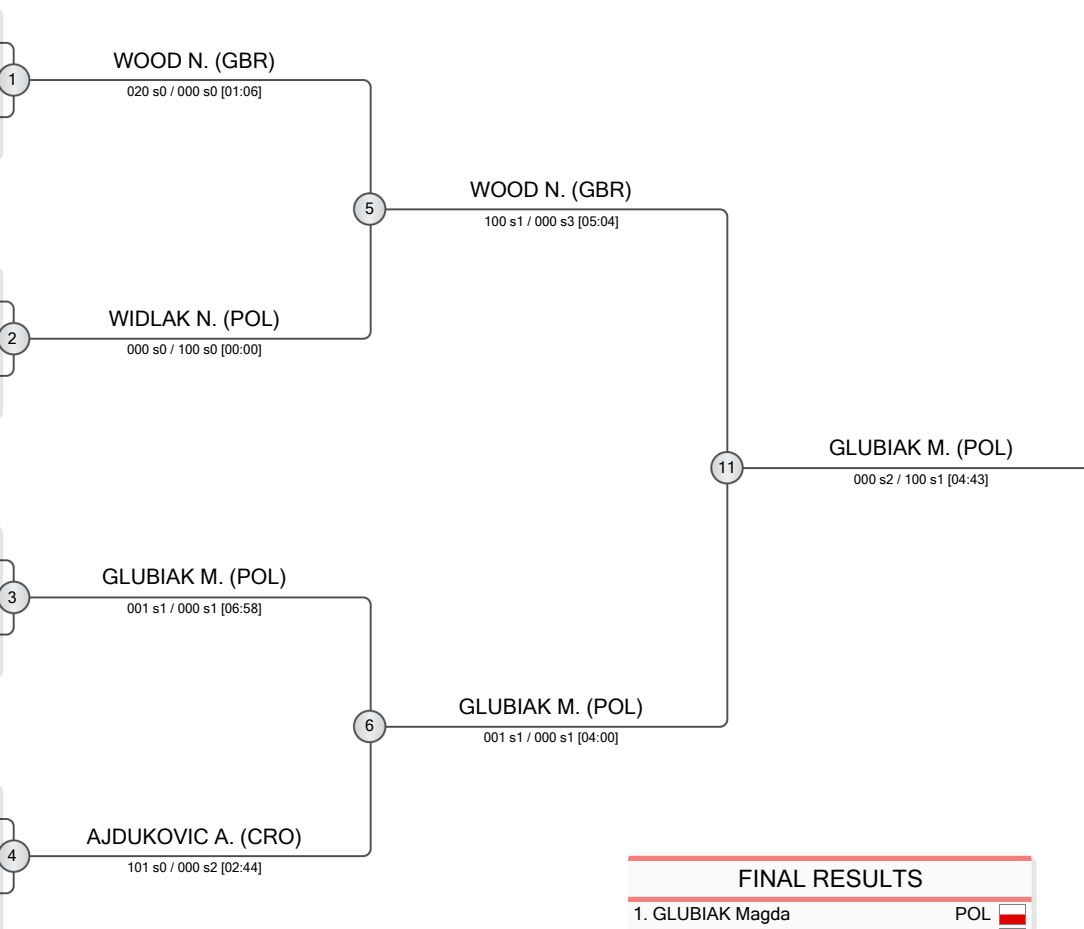 WOOD N. (GBR)
1
020 s0 / 000 s0 [01:06]
WOOD N. (GBR)
5
100 s1 / 000 s3 [05:04]
WIDLAK N. (POL)
2
000 s0 / 100 s0 [00:00]
GLUBIAK M. (POL)
11
000 s2 / 100 s1 [04:43]
GLUBIAK M. (POL)
3
001 s1 / 000 s1 [06:58]
GLUBIAK M. (POL)
6
001 s1 / 000 s1 [04:00]
AJDUKOVIC A. (CRO)
4
101 s0 / 000 s2 [02:44]
FINAL RESULTS
1. GLUBIAK Magda POL